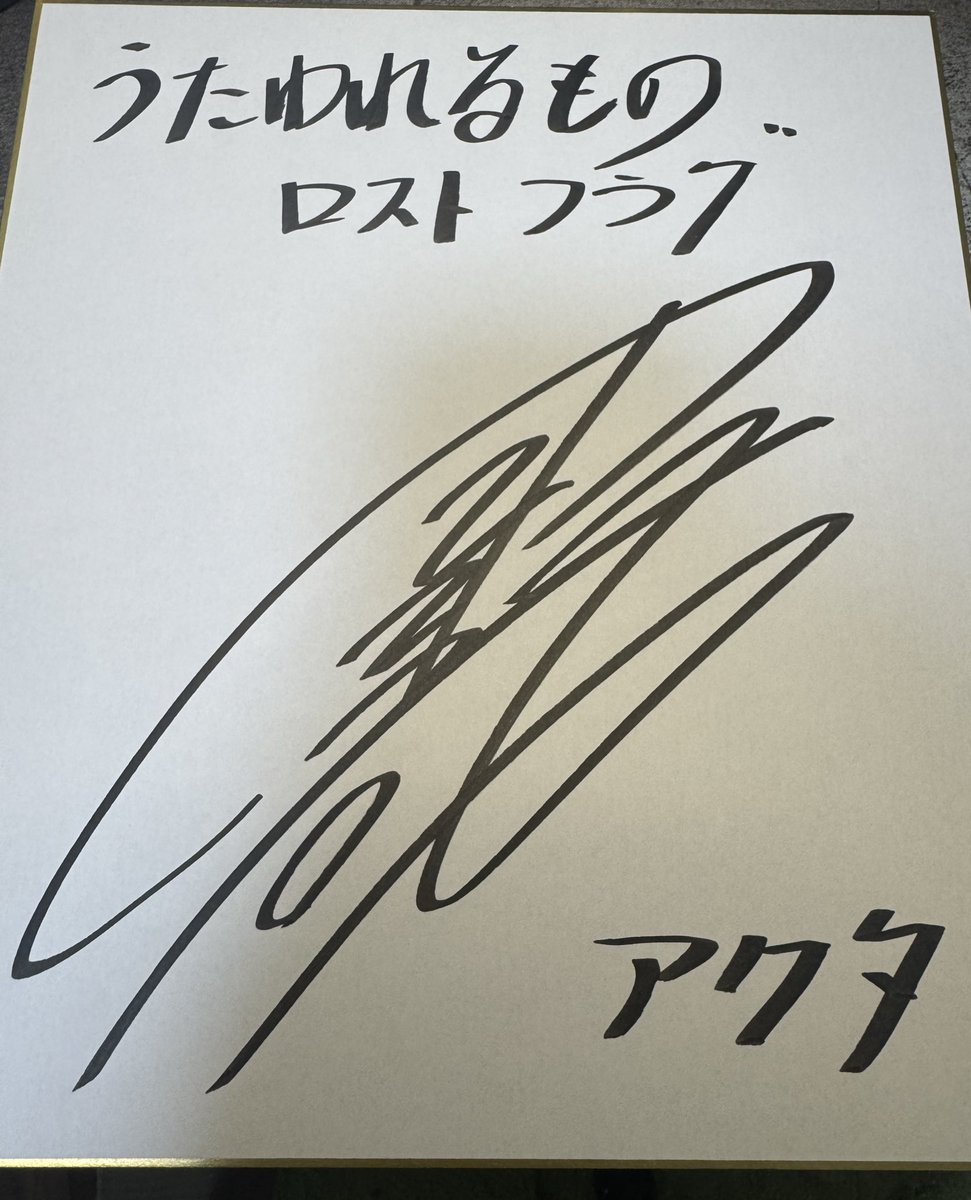 うたわれるもの
ロストフラグ
アクタ